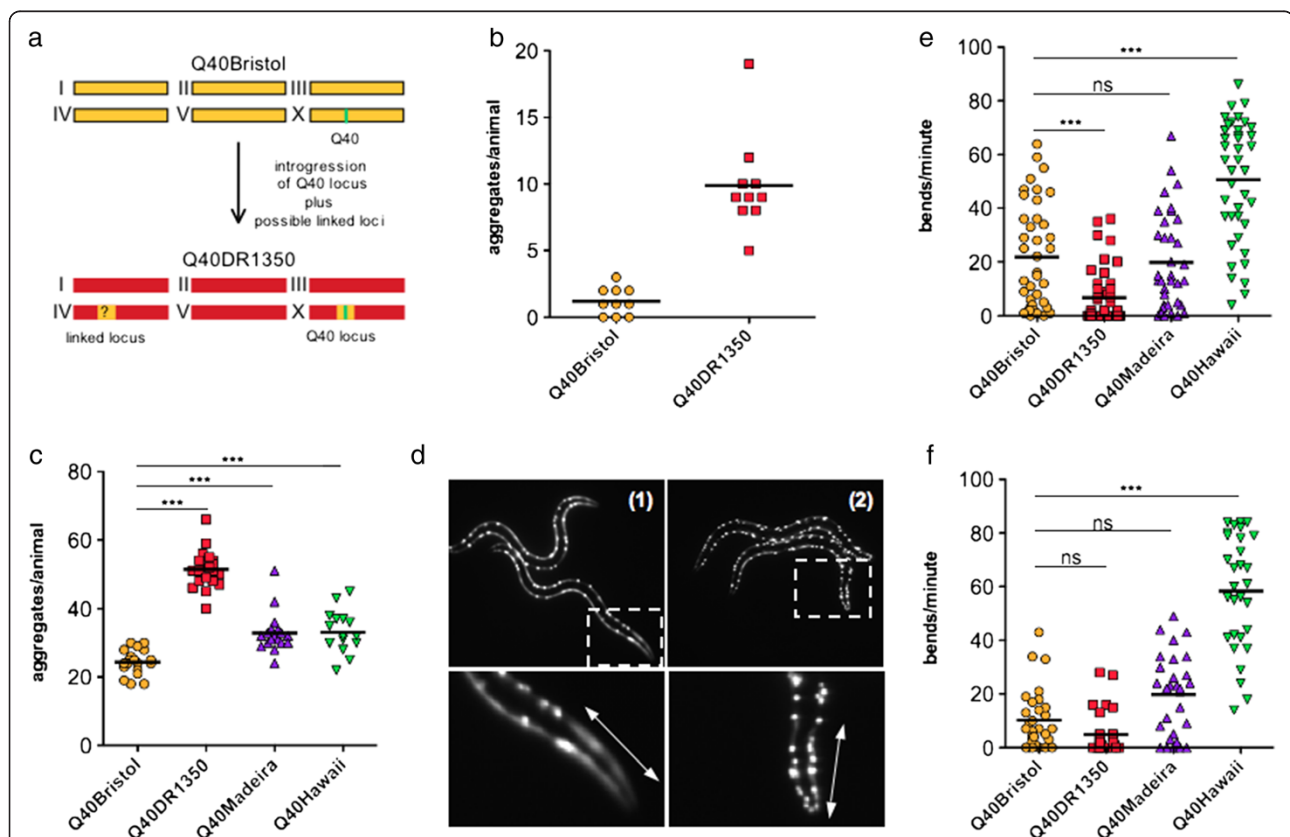 a
Q40Bristol
I II III
IV V X
Q40
introgression
of Q40 locus
plus
possible linked loci
Q40DR1350
I II III
IV ? V X
linked locus Q40 locus
b
aggregates/animal
20
15
10
5
0
Q40Bristol
Q40DR1350
e
bends/minute
100
80
60
40
20
0
***
ns
***
Q40Bristol
Q40DR1350
Q40Madeira
Q40Hawaii
c
aggregates/animal
80
60
40
20
0
***
***
***
Q40Bristol
Q40DR1350
Q40Madeira
Q40Hawaii
d
(1)
(2)
f
bends/minute
100
80
60
40
20
0
***
ns
ns
Q40Bristol
Q40DR1350
Q40Madeira
Q40Hawaii